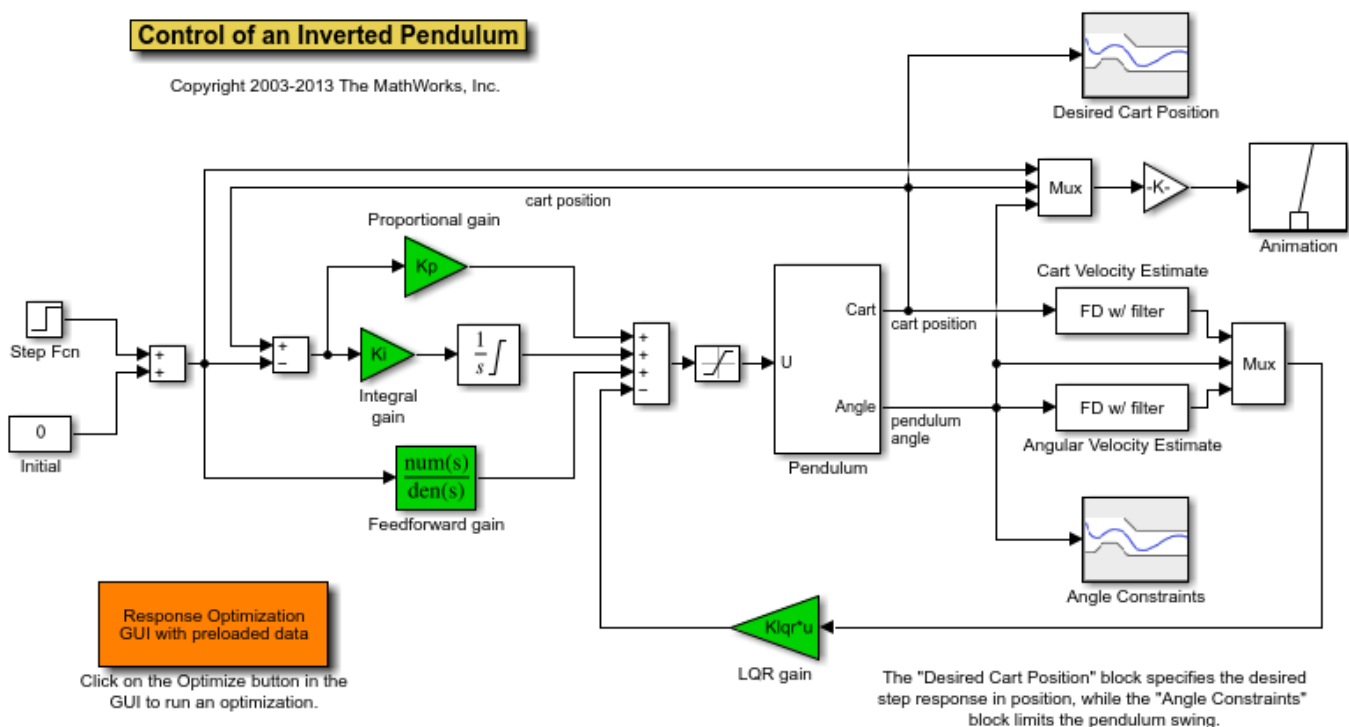 Control of an Inverted Pendulum
Copyright 2003-2013 The MathWorks, Inc.
Desired Cart Position
Mux
-K-
Animation
cart position
Proportional gain
Kp
Step Fcn
+
+
0
Initial
+
−
Ki
Integral
gain
1
s
num(s)
den(s)
Feedforward gain
+
+
+
−
U
Cart
Angle
Pendulum
cart position
pendulum
angle
Cart Velocity Estimate
FD w/ filter
FD w/ filter
Angular Velocity Estimate
Mux
Angle Constraints
Klqr*u
LQR gain
Response Optimization
GUI with preloaded data
Click on the Optimize button in the
GUI to run an optimization.
The "Desired Cart Position" block specifies the desired
step response in position, while the "Angle Constraints"
block limits the pendulum swing.